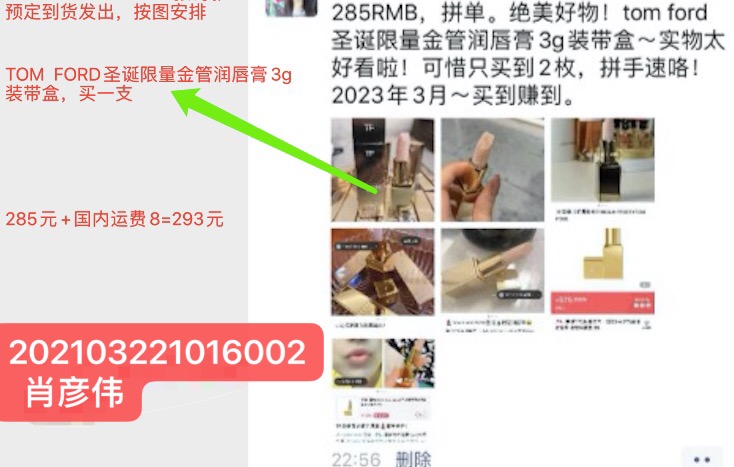 预定到货发出，按图安排
TOM FORD圣诞限量金管润唇膏3g
装带盒，买一支
285元+国内运费8=293元
202103221016002
肖彦伟
285RMB，拼单。绝美好物！tom ford
圣诞限量金管润唇膏3g装带盒～实物太
好看啦！可惜只买到2枚，拼手速咯！
2023年3月～买到赚到。
TF
22:56 删除